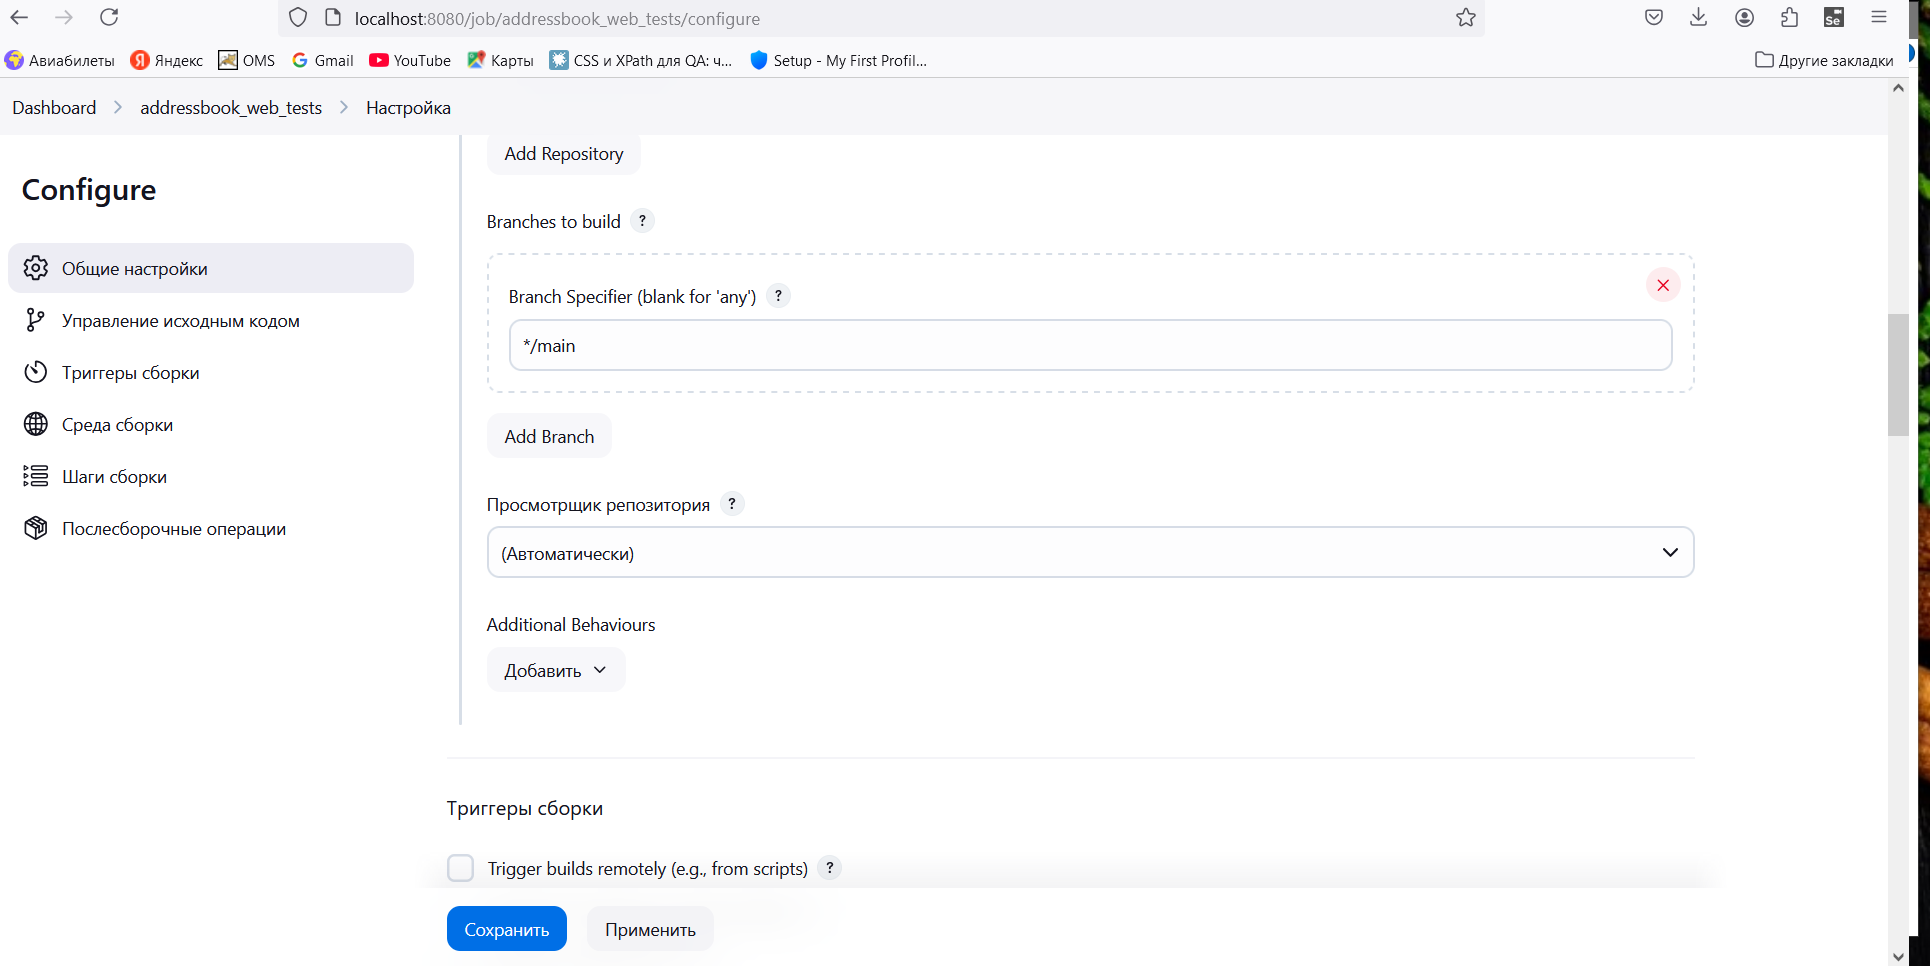 localhost:8080/job/addressbook_web_tests/configure
Se
Авиабилеты Яндекс OMS Gmail YouTube Карты CSS и XPath для QA: ч... Setup - My First Profil... Другие закладки
Dashboard addressbook_web_tests Настройка
Configure
Общие настройки
Управление исходным кодом
Триггеры сборки
Среда сборки
Шаги сборки
Послесборочные операции
Add Repository
Branches to build ?
Branch Specifier (blank for 'any') ?
*/main
Add Branch
Просмотрщик репозитория ?
(Автоматически)
Additional Behaviours
Добавить
Триггеры сборки
Trigger builds remotely (e.g., from scripts) ?
Сохранить Применить